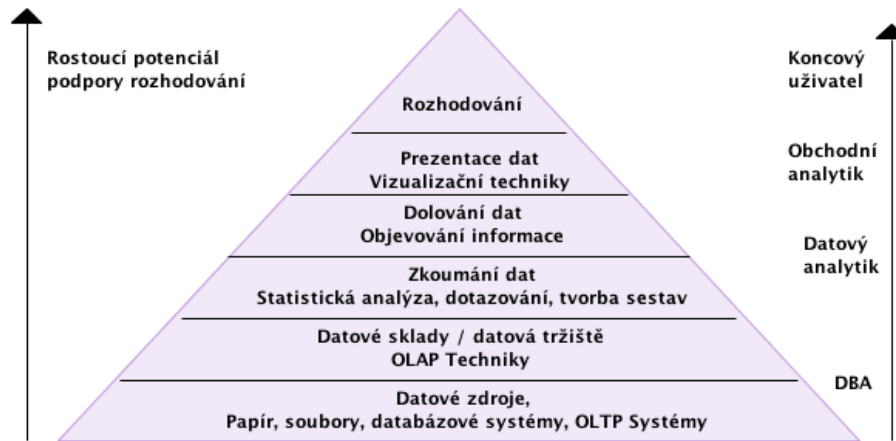 Rostoucí potenciál
podpory rozhodování
Koncový
uživatel
Rozhodování
Obchodní
analytik
Prezentace dat
Vizualizační techniky
Dolování dat
Objevování informace
Datový
analytik
Zkoumání dat
Statistická analýza, dotazování, tvorba sestav
Datové sklady / datová tržiště
OLAP Techniky
DBA
Datové zdroje,
Papír, soubory, databázové systémy, OLTP Systémy